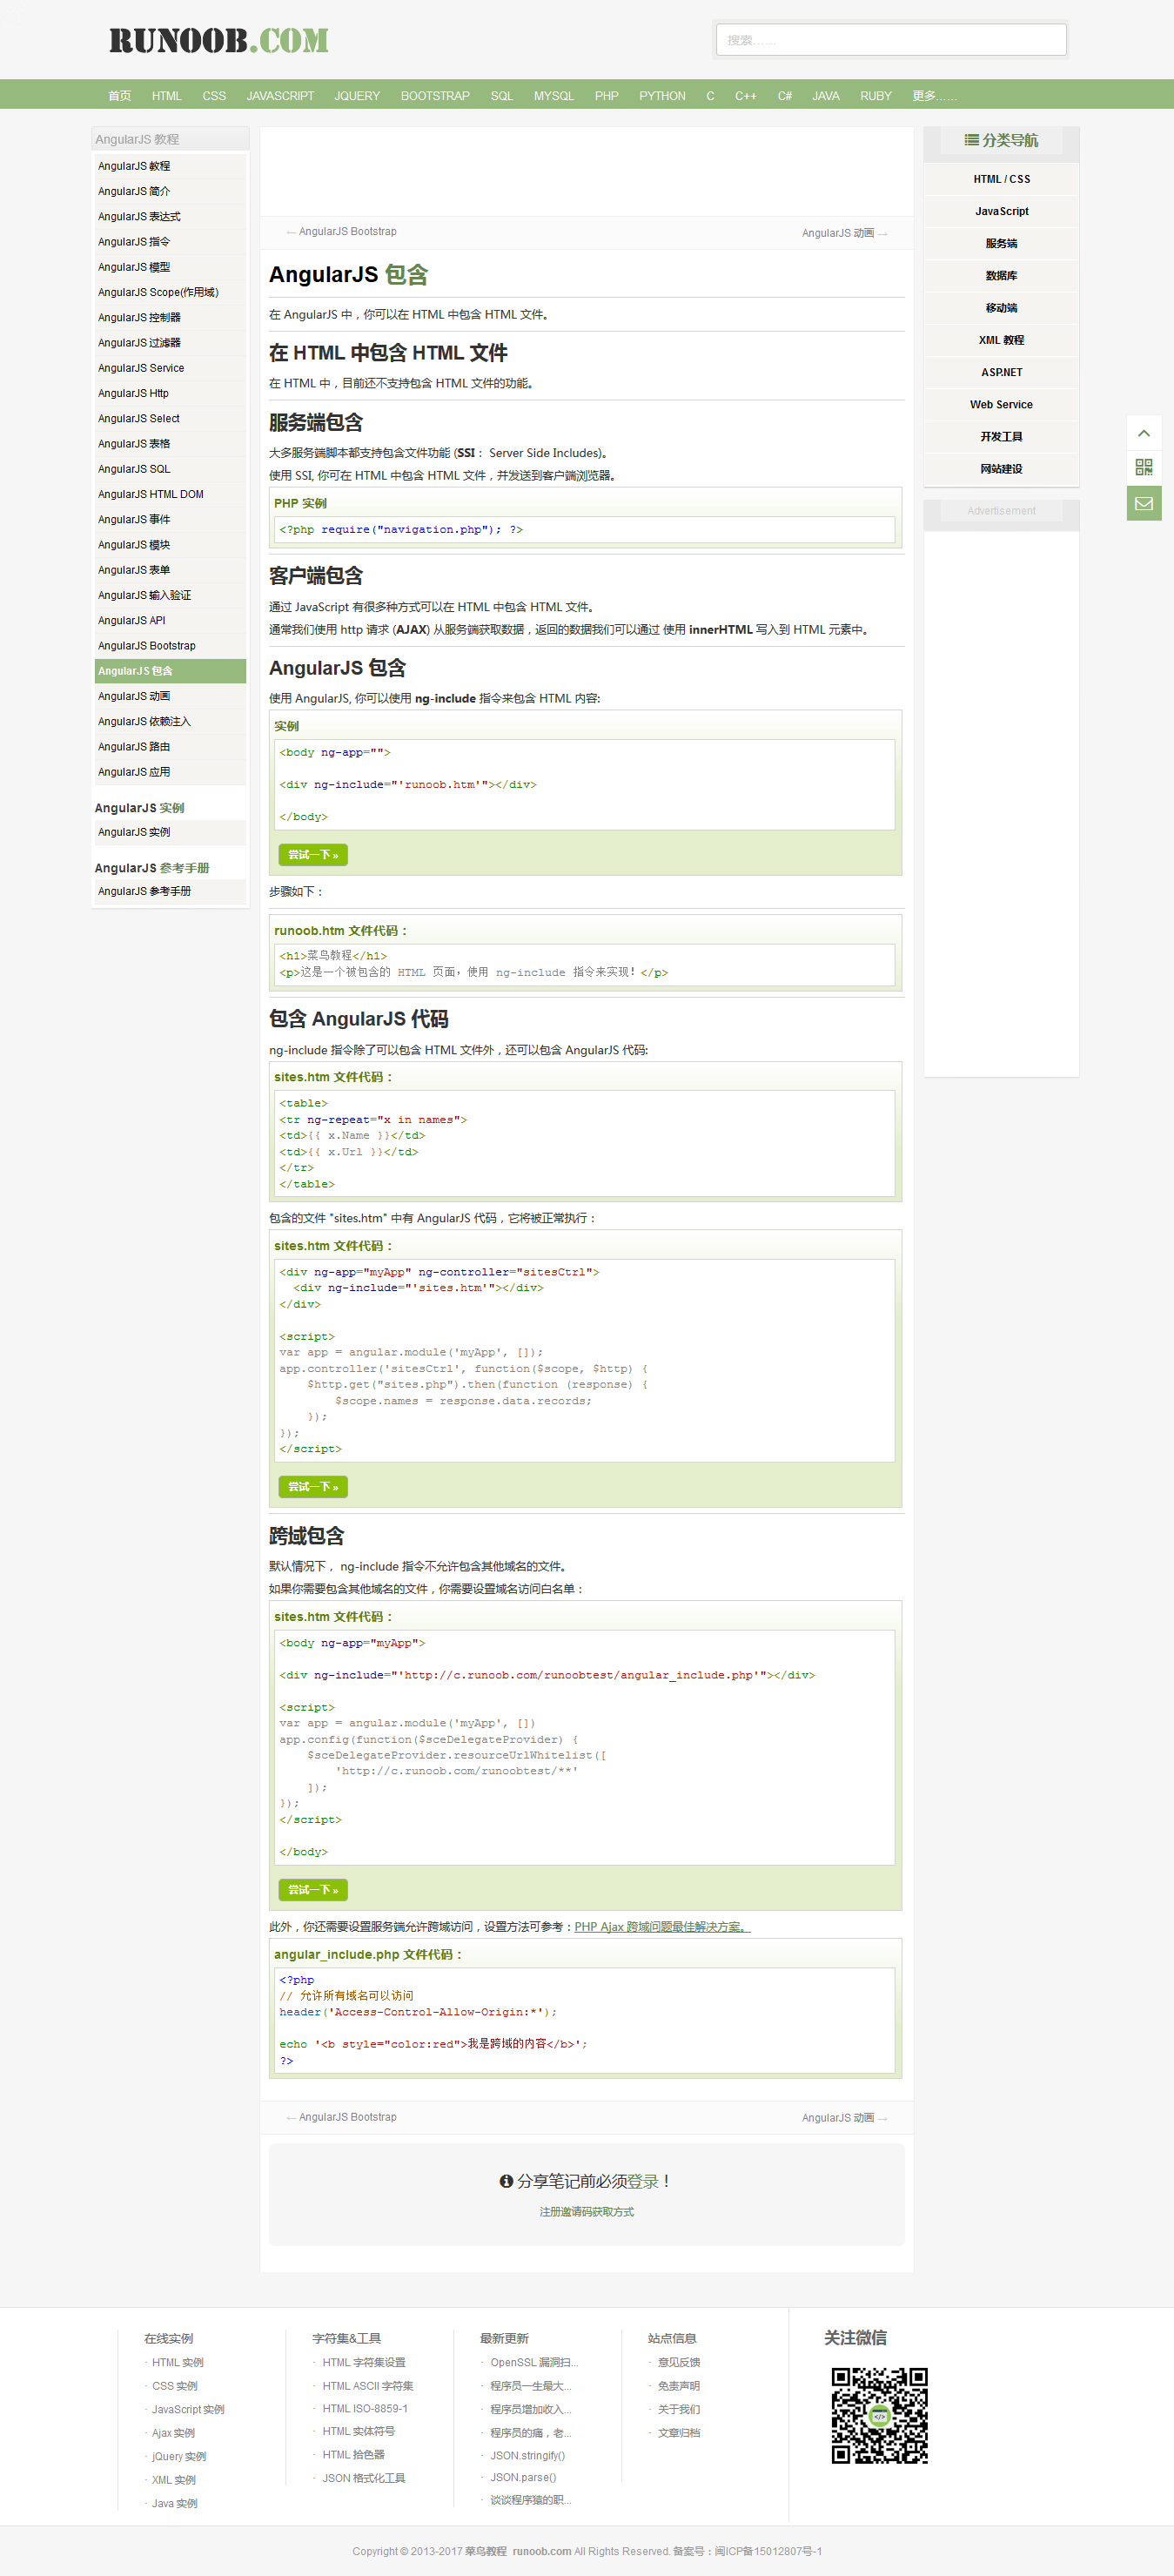 RUNOOB.COM
搜索……
首页 HTML CSS JAVASCRIPT JQUERY BOOTSTRAP SQL MYSQL PHP PYTHON C C++ C# JAVA RUBY 更多……
AngularJS 教程
AngularJS 教程
AngularJS 简介
AngularJS 表达式
AngularJS 指令
AngularJS 模型
AngularJS Scope(作用域)
AngularJS 控制器
AngularJS 过滤器
AngularJS Service
AngularJS Http
AngularJS Select
AngularJS 表格
AngularJS SQL
AngularJS HTML DOM
AngularJS 事件
AngularJS 模块
AngularJS 表单
AngularJS 输入验证
AngularJS API
AngularJS Bootstrap
AngularJS 包含
AngularJS 动画
AngularJS 依赖注入
AngularJS 路由
AngularJS 应用
AngularJS 实例
AngularJS 实例
AngularJS 参考手册
AngularJS 参考手册
← AngularJS Bootstrap
AngularJS 动画 →
AngularJS 包含
在 AngularJS 中，你可以在 HTML 中包含 HTML 文件。
在 HTML 中包含 HTML 文件
在 HTML 中，目前还不支持包含 HTML 文件的功能。
服务端包含
大多服务端脚本都支持包含文件功能 (SSI： Server Side Includes)。
使用 SSI, 你可在 HTML 中包含 HTML 文件，并发送到客户端浏览器。
PHP 实例
<?php require("navigation.php"); ?>
客户端包含
通过 JavaScript 有很多种方式可以在 HTML 中包含 HTML 文件。
通常我们使用 http 请求 (AJAX) 从服务端获取数据，返回的数据我们可以通过 使用 innerHTML 写入到 HTML 元素中。
AngularJS 包含
使用 AngularJS, 你可以使用 ng-include 指令来包含 HTML 内容:
实例
<body ng-app="">
<div ng-include="'runoob.htm'"></div>
</body>
尝试一下 »
步骤如下：
runoob.htm 文件代码：
<h1>菜鸟教程</h1>
<p>这是一个被包含的 HTML 页面，使用 ng-include 指令来实现！</p>
包含 AngularJS 代码
ng-include 指令除了可以包含 HTML 文件外，还可以包含 AngularJS 代码:
sites.htm 文件代码：
<table>
<tr ng-repeat="x in names">
<td>{{ x.Name }}</td>
<td>{{ x.Url }}</td>
</tr>
</table>
包含的文件 "sites.htm" 中有 AngularJS 代码，它将被正常执行：
sites.htm 文件代码：
<div ng-app="myApp" ng-controller="sitesCtrl">
<div ng-include="'sites.htm'"></div>
</div>
<script>
var app = angular.module('myApp', []);
app.controller('sitesCtrl', function($scope, $http) {
$http.get("sites.php").then(function (response) {
$scope.names = response.data.records;
});
});
</script>
尝试一下 »
跨域包含
默认情况下， ng-include 指令不允许包含其他域名的文件。
如果你需要包含其他域名的文件，你需要设置域名访问白名单：
sites.htm 文件代码：
<body ng-app="myApp">
<div ng-include="'http://c.runoob.com/runoobtest/angular_include.php'"></div>
<script>
var app = angular.module('myApp', [])
app.config(function($sceDelegateProvider) {
$sceDelegateProvider.resourceUrlWhitelist([
'http://c.runoob.com/runoobtest/**'
]);
});
</script>
</body>
尝试一下 »
此外，你还需要设置服务端允许跨域访问，设置方法可参考：PHP Ajax 跨域问题最佳解决方案。
angular_include.php 文件代码：
<?php
// 允许所有域名可以访问
header('Access-Control-Allow-Origin:*');
echo '<b style="color:red">我是跨域的内容</b>';
?>
← AngularJS Bootstrap
AngularJS 动画 →
分享笔记前必须登录！
注册邀请码获取方式
分类导航
HTML / CSS
JavaScript
服务端
数据库
移动端
XML 教程
ASP.NET
Web Service
开发工具
网站建设
Advertisement
在线实例
· HTML 实例
· CSS 实例
· JavaScript 实例
· Ajax 实例
· jQuery 实例
· XML 实例
· Java 实例
字符集&工具
· HTML 字符集设置
· HTML ASCII 字符集
· HTML ISO-8859-1
· HTML 实体符号
· HTML 拾色器
· JSON 格式化工具
最新更新
· OpenSSL 漏洞扫...
· 程序员一生最大...
· 程序员增加收入...
· 程序员的痛，老...
· JSON.stringify()
· JSON.parse()
· 谈谈程序猿的职...
站点信息
· 意见反馈
· 免责声明
· 关于我们
· 文章归档
关注微信
Copyright © 2013-2017 菜鸟教程 runoob.com All Rights Reserved. 备案号：闽ICP备15012807号-1